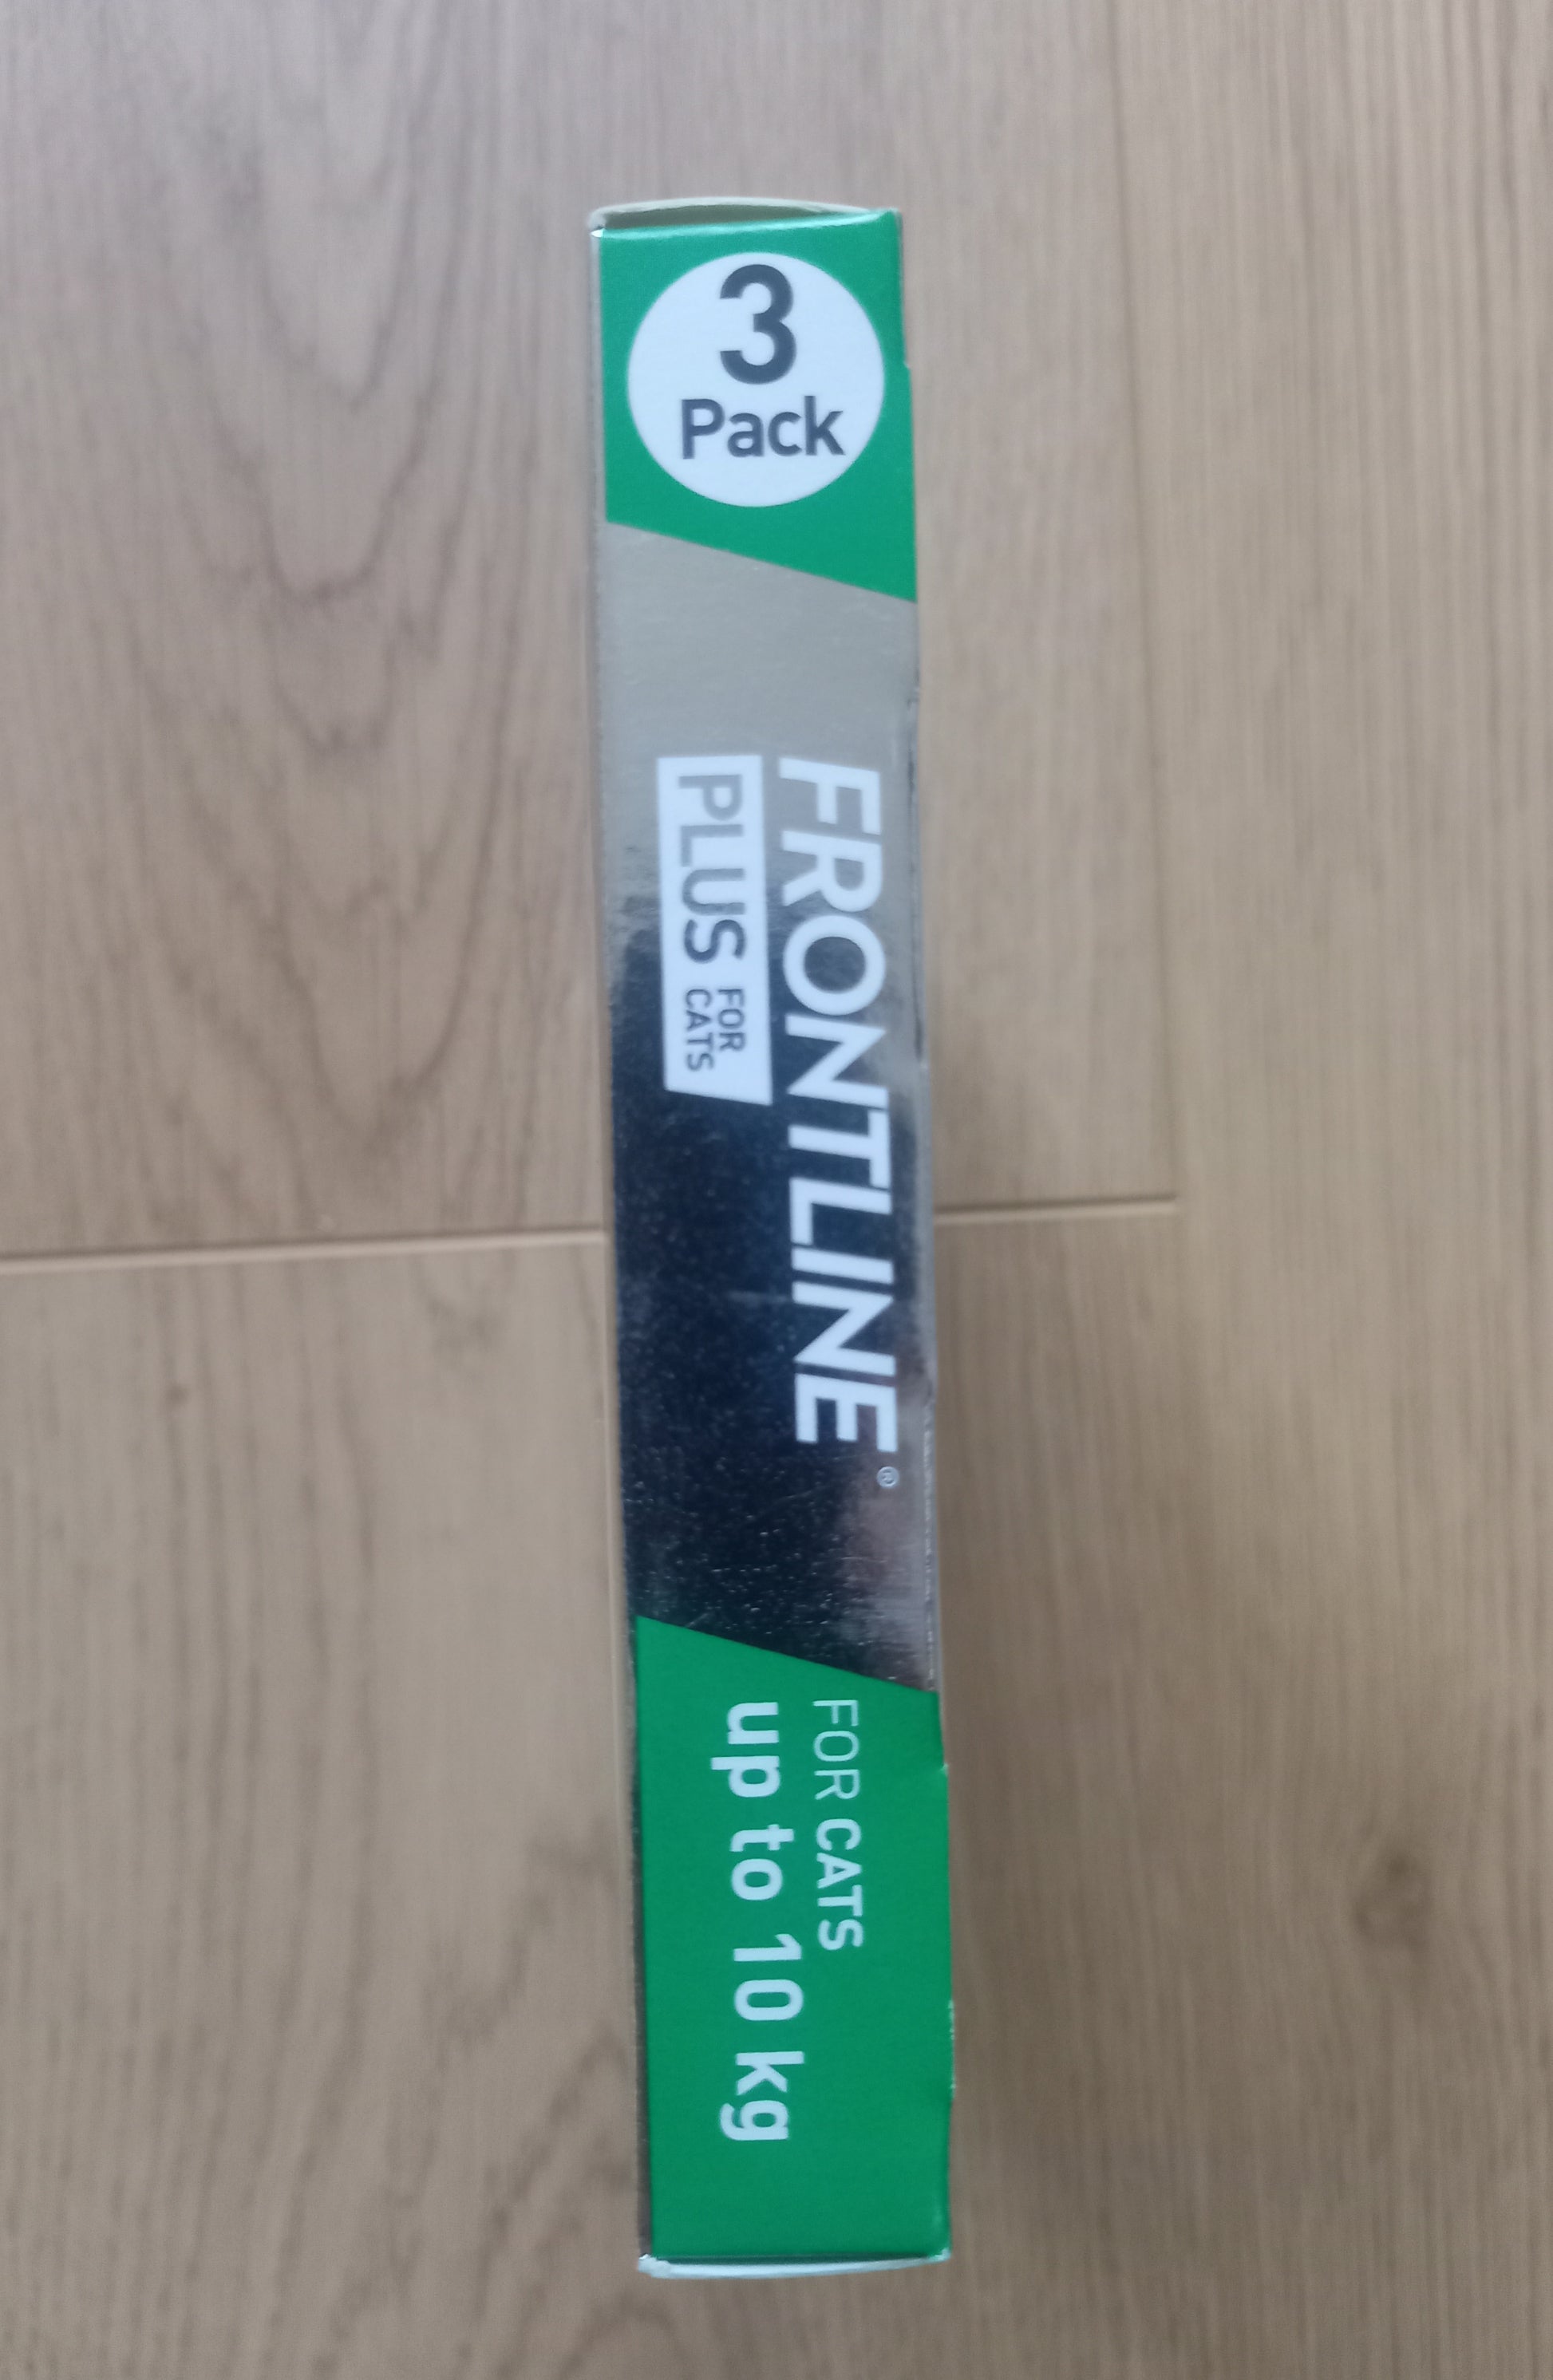 3
Pack
FRONTLINE®
PLUS FOR CATS
FOR CATS
up to 10 kg